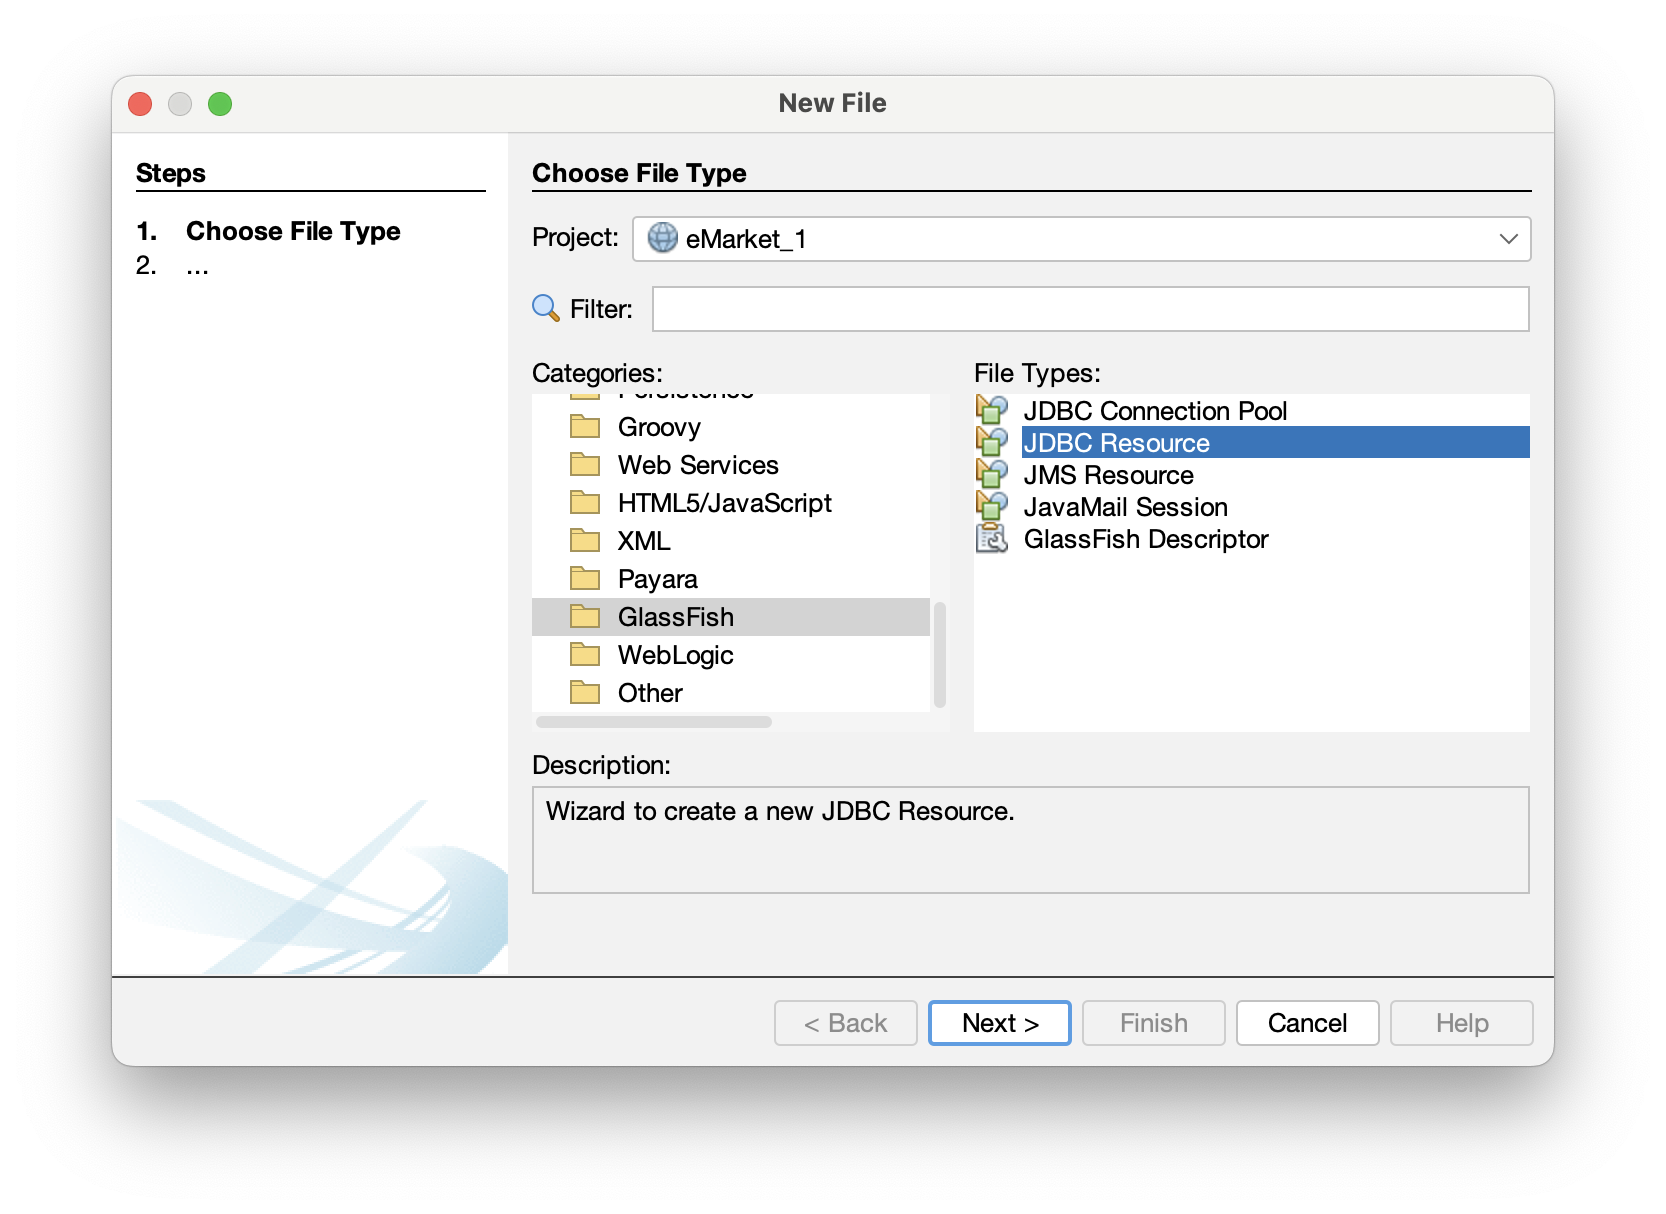 New File
Steps
1. Choose File Type
2. ...
Choose File Type
Project: eMarket_1
Filter:
Categories:
Persistence
Groovy
Web Services
HTML5/JavaScript
XML
Payara
GlassFish
WebLogic
Other
File Types:
JDBC Connection Pool
JDBC Resource
JMS Resource
JavaMail Session
GlassFish Descriptor
Description:
Wizard to create a new JDBC Resource.
< Back
Next >
Finish
Cancel
Help